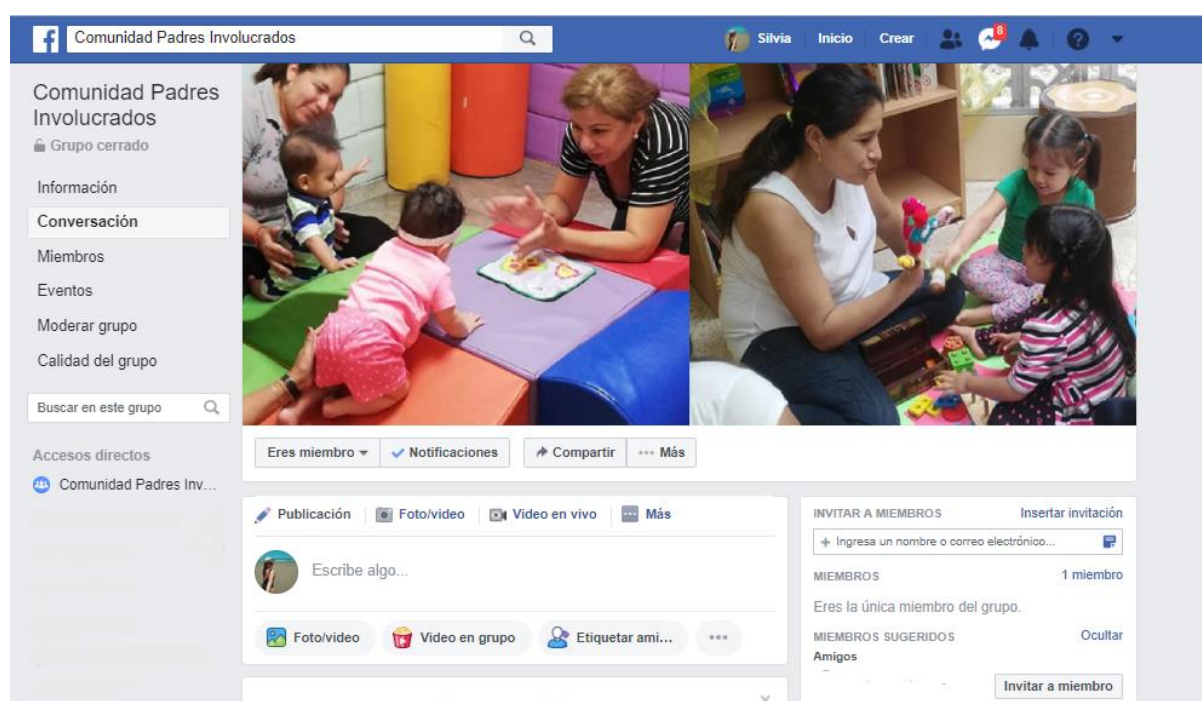 Comunidad Padres Involucrados
Silvia Inicio Crear 8
Comunidad Padres
Involucrados
Grupo cerrado
Información
Conversación
Miembros
Eventos
Moderar grupo
Calidad del grupo
Buscar en este grupo
Accesos directos
Comunidad Padres Inv...
Eres miembro Notificaciones Compartir Más
Publicación Foto/video Video en vivo Más
Escribe algo...
Foto/video Video en grupo Etiquetar ami...
INVITAR A MIEMBROS Insertar invitación
+ Ingresa un nombre o correo electrónico...
MIEMBROS 1 miembro
Eres la única miembro del grupo.
MIEMBROS SUGERIDOS Ocultar
Amigos
Invitar a miembro